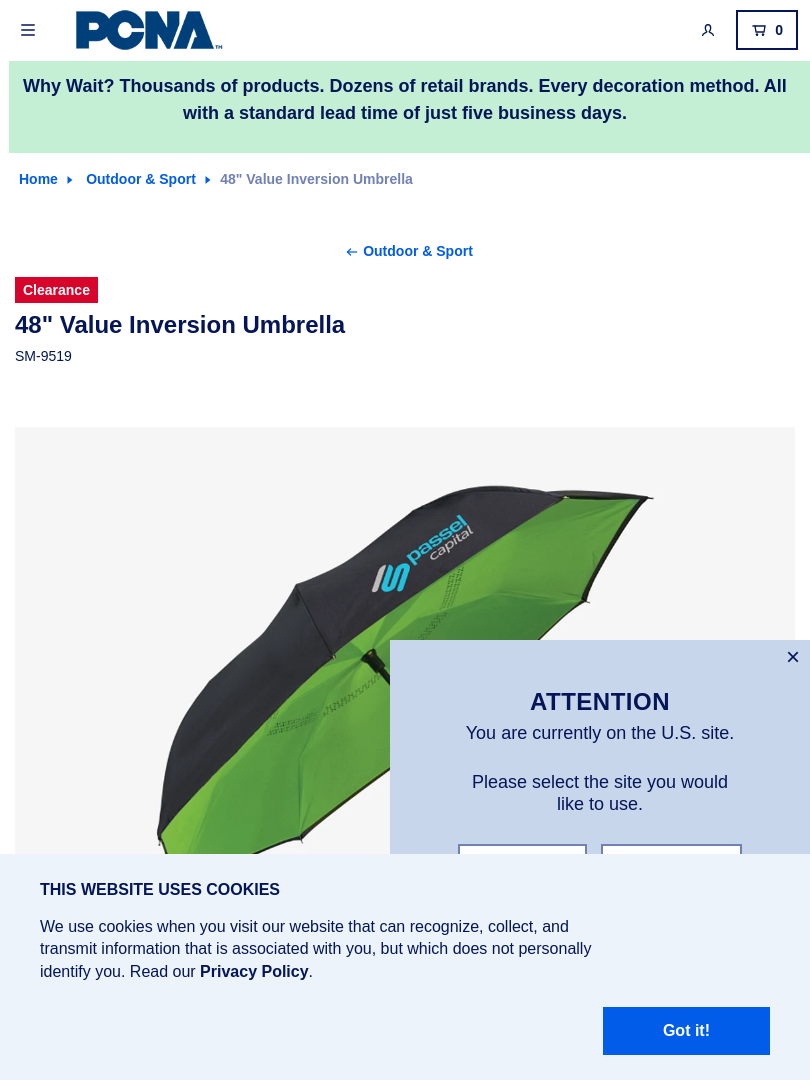 PCNA™
0
Why Wait? Thousands of products. Dozens of retail brands. Every decoration method. All
with a standard lead time of just five business days.
Home Outdoor & Sport 48" Value Inversion Umbrella
Outdoor & Sport
Clearance
48" Value Inversion Umbrella
SM-9519
passel
capital
ATTENTION
You are currently on the U.S. site.
Please select the site you would
like to use.
THIS WEBSITE USES COOKIES
We use cookies when you visit our website that can recognize, collect, and
transmit information that is associated with you, but which does not personally
identify you. Read our Privacy Policy.
Got it!